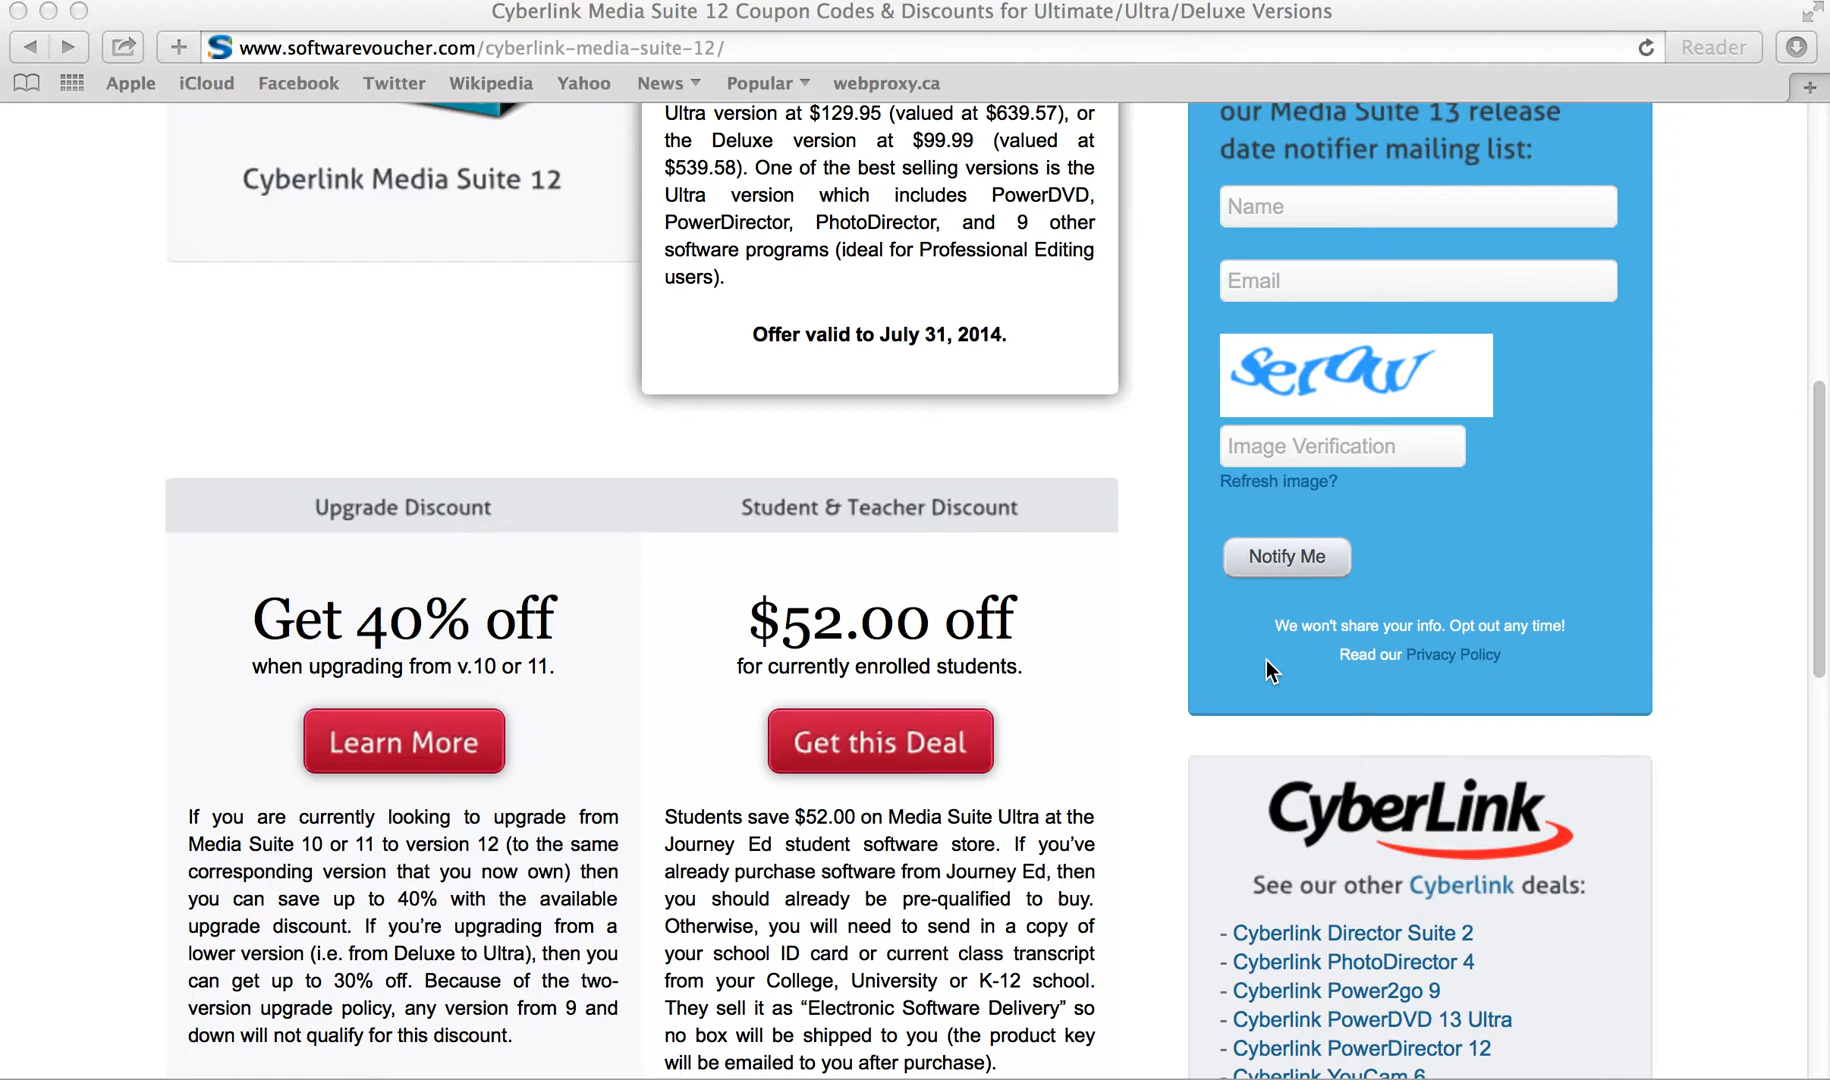 Cyberlink Media Suite 12 Coupon Codes & Discounts for Ultimate/Ultra/Deluxe Versions
www.softwarevoucher.com/cyberlink-media-suite-12/
Reader
Apple iCloud Facebook Twitter Wikipedia Yahoo News Popular webproxy.ca
Cyberlink Media Suite 12
Ultra version at $129.95 (valued at $639.57), or
the Deluxe version at $99.99 (valued at
$539.58). One of the best selling versions is the
Ultra version which includes PowerDVD,
PowerDirector, PhotoDirector, and 9 other
software programs (ideal for Professional Editing
users).
Offer valid to July 31, 2014.
our Media Suite 13 release
date notifier mailing list:
Name
Email
serow
Image Verification
Refresh image?
Notify Me
We won't share your info. Opt out any time!
Read our Privacy Policy
Upgrade Discount
Get 40% off
when upgrading from v.10 or 11.
Learn More
If you are currently looking to upgrade from
Media Suite 10 or 11 to version 12 (to the same
corresponding version that you now own) then
you can save up to 40% with the available
upgrade discount. If you're upgrading from a
lower version (i.e. from Deluxe to Ultra), then you
can get up to 30% off. Because of the two-
version upgrade policy, any version from 9 and
down will not qualify for this discount.
Student & Teacher Discount
$52.00 off
for currently enrolled students.
Get this Deal
Students save $52.00 on Media Suite Ultra at the
Journey Ed student software store. If you've
already purchase software from Journey Ed, then
you should already be pre-qualified to buy.
Otherwise, you will need to send in a copy of
your school ID card or current class transcript
from your College, University or K-12 school.
They sell it as “Electronic Software Delivery” so
no box will be shipped to you (the product key
will be emailed to you after purchase).
CyberLink
See our other Cyberlink deals:
- Cyberlink Director Suite 2
- Cyberlink PhotoDirector 4
- Cyberlink Power2go 9
- Cyberlink PowerDVD 13 Ultra
- Cyberlink PowerDirector 12
- Cyberlink YouCam 6